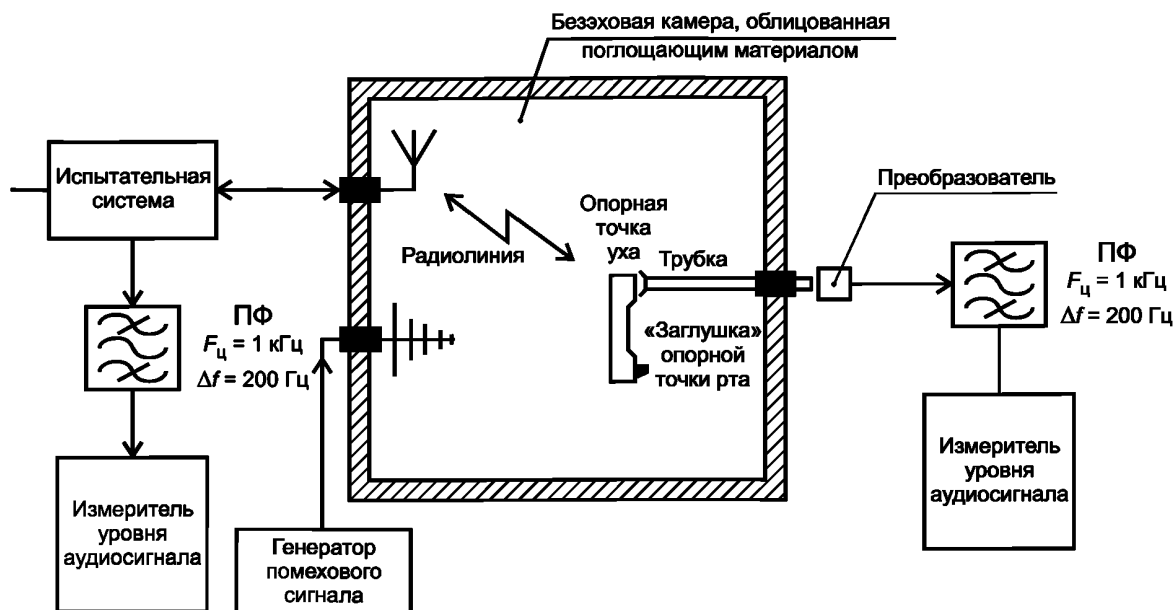 Безэховая камера, облицованная
поглощающим материалом
Испытательная
система
Преобразователь
Опорная
точка
уха
Радиолиния
Трубка
ПФ
Fц = 1 кГц
Δf = 200 Гц
ПФ
Fц = 1 кГц
Δf = 200 Гц
«Заглушка»
опорной
точки рта
Измеритель
уровня
аудиосигнала
Генератор
помехового
сигнала
Измеритель
уровня
аудиосигнала